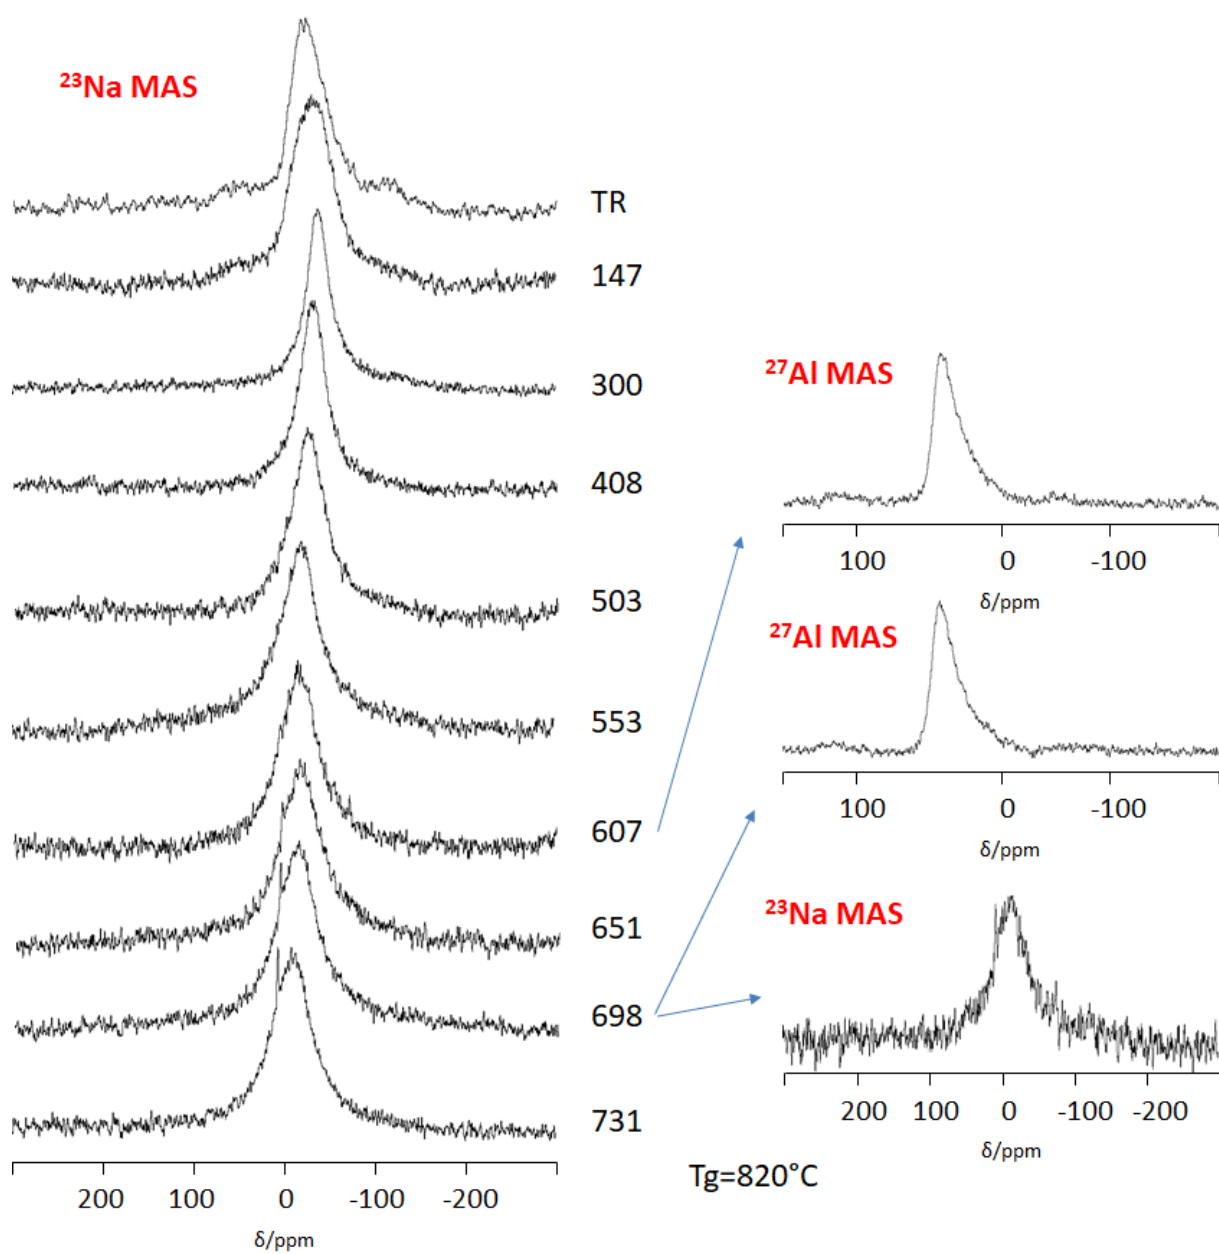 ²³Na MAS
TR
147
300
408
503
553
607
651
698
731
200 100 0 -100 -200
δ/ppm
²⁷Al MAS
100 0 -100
δ/ppm
²⁷Al MAS
100 0 -100
δ/ppm
²³Na MAS
200 100 0 -100 -200
δ/ppm
Tg=820°C